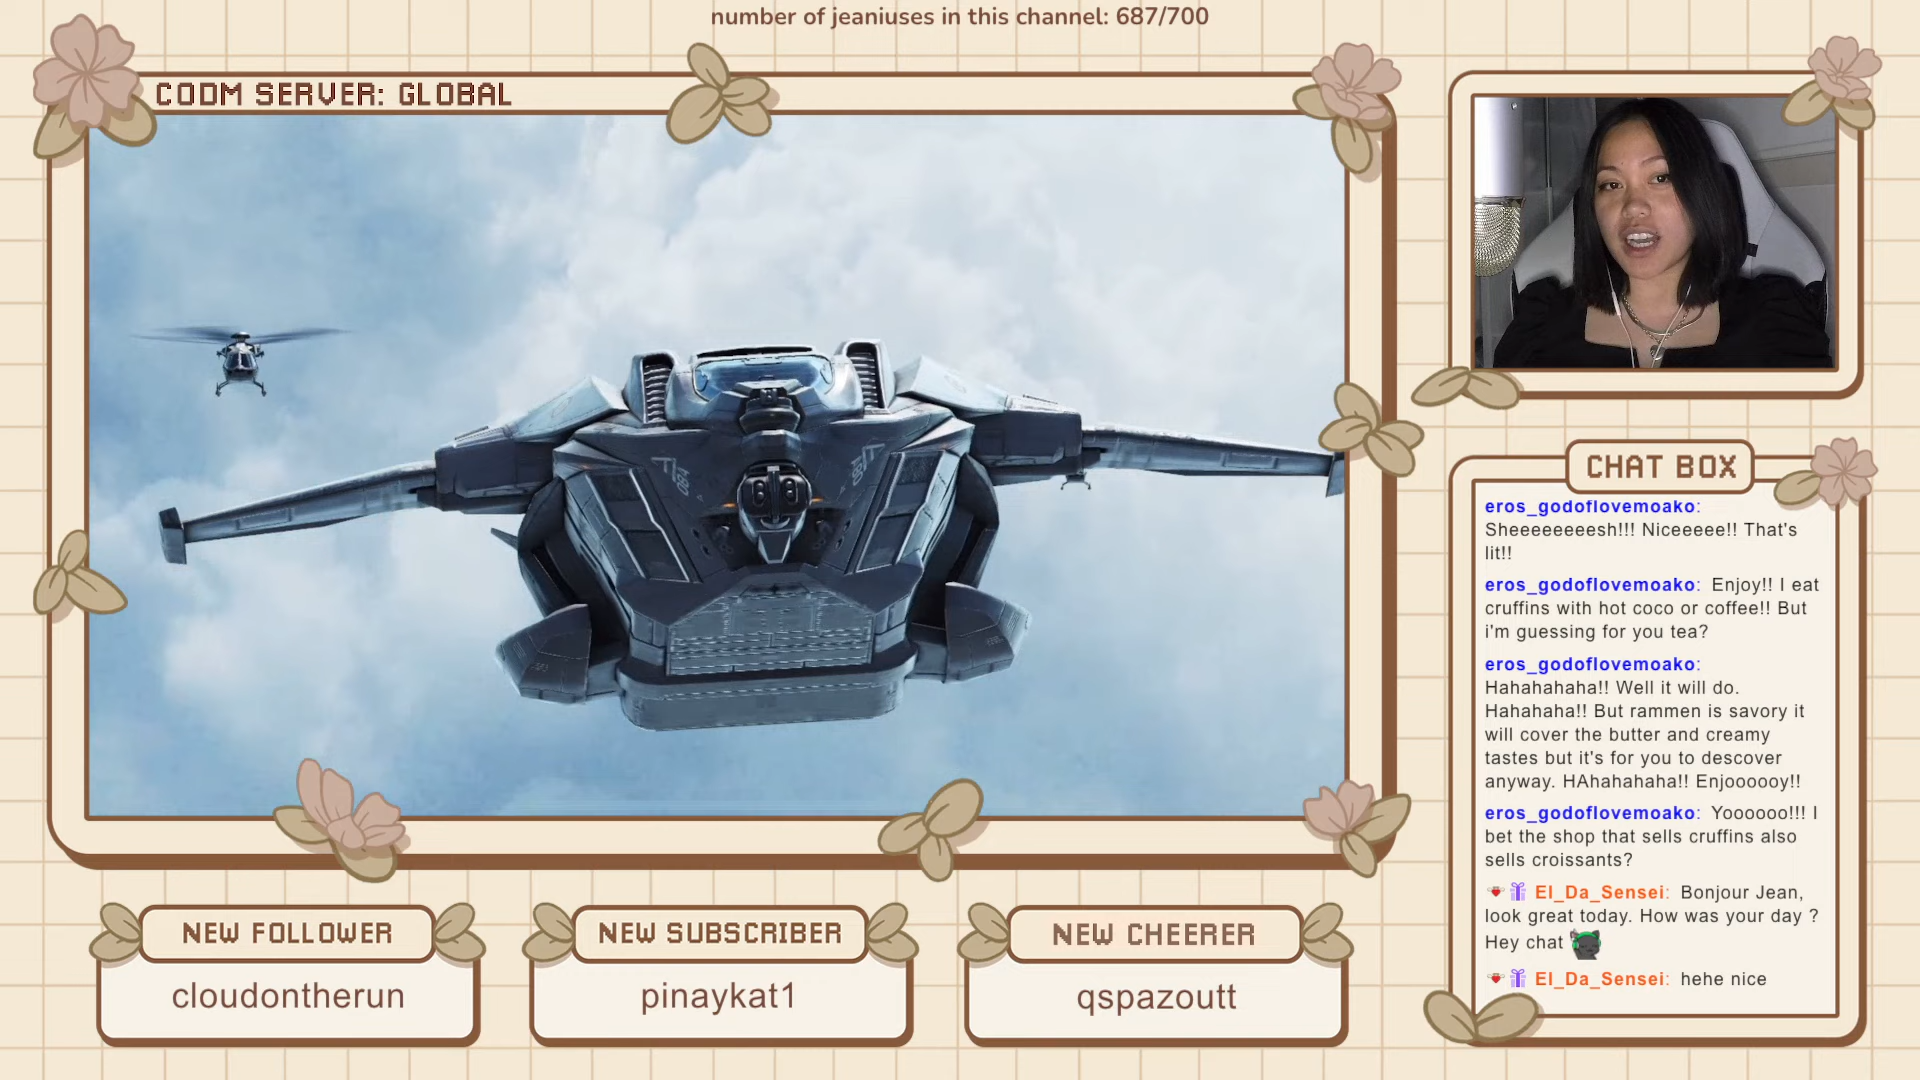 number of jeaniuses in this channel: 687/700
CODM SERVER: GLOBAL
CHAT BOX
eros_godoflovemoako:
Sheeeeeeeesh!!! Niceeeee!! That's
lit!!
eros_godoflovemoako: Enjoy!! I eat
cruffins with hot coco or coffee!! But
i'm guessing for you tea?
eros_godoflovemoako:
Hahahahaha!! Well it will do.
Hahahaha!! But rammen is savory it
will cover the butter and creamy
tastes but it's for you to descover
anyway. HAhahahaha!! Enjoooooy!!
eros_godoflovemoako: Yoooooo!!! I
bet the shop that sells cruffins also
sells croissants?
El_Da_Sensei: Bonjour Jean,
look great today. How was your day ?
Hey chat
El_Da_Sensei: hehe nice
NEW FOLLOWER
cloudontherun
NEW SUBSCRIBER
pinaykat1
NEW CHEERER
qspazoutt